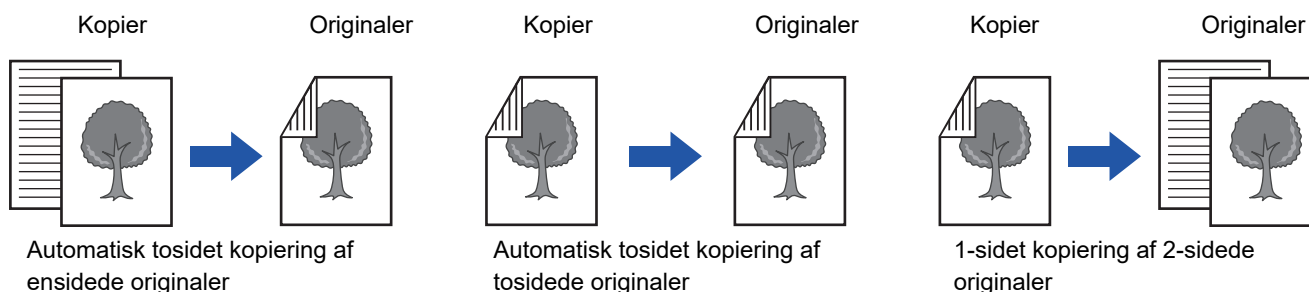 Kopier
Originaler
Kopier
Originaler
Kopier
Originaler
Automatisk tosidet kopiering af
ensidede originaler
Automatisk tosidet kopiering af
tosidede originaler
1-sidet kopiering af 2-sidede
originaler